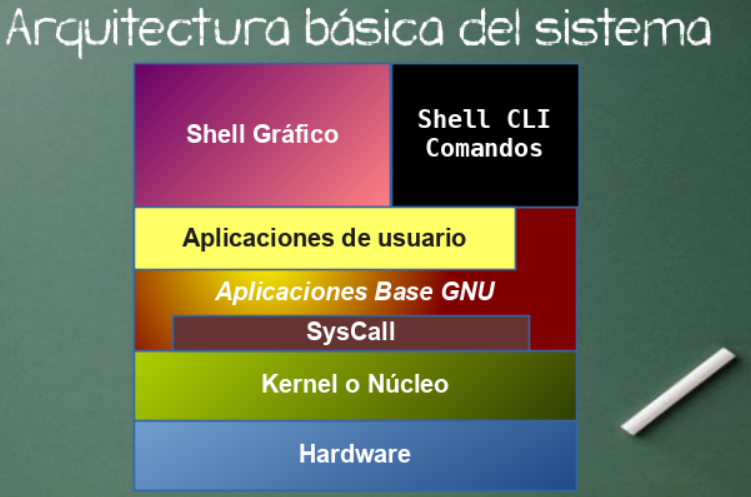 Arquitectura básica del sistema
Shell Gráfico
Shell CLI
Comandos
Aplicaciones de usuario
Aplicaciones Base GNU
SysCall
Kernel o Núcleo
Hardware